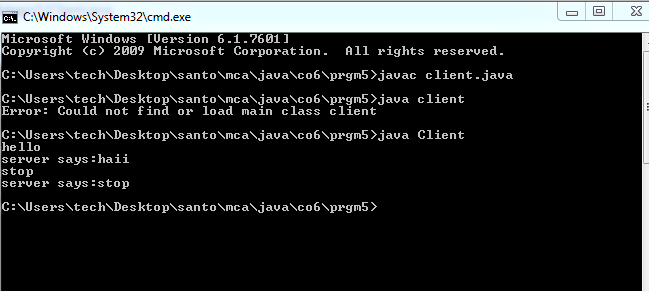 C:\Windows\System32\cmd.exe
Microsoft Windows [Version 6.1.7601]
Copyright (c) 2009 Microsoft Corporation.  All rights reserved.
C:\Users\tech\Desktop\santo\mca\java\co6\prgm5>javac client.java
C:\Users\tech\Desktop\santo\mca\java\co6\prgm5>java client
Error: Could not find or load main class client
C:\Users\tech\Desktop\santo\mca\java\co6\prgm5>java Client
hello
server says:haii
stop
server says:stop
C:\Users\tech\Desktop\santo\mca\java\co6\prgm5>